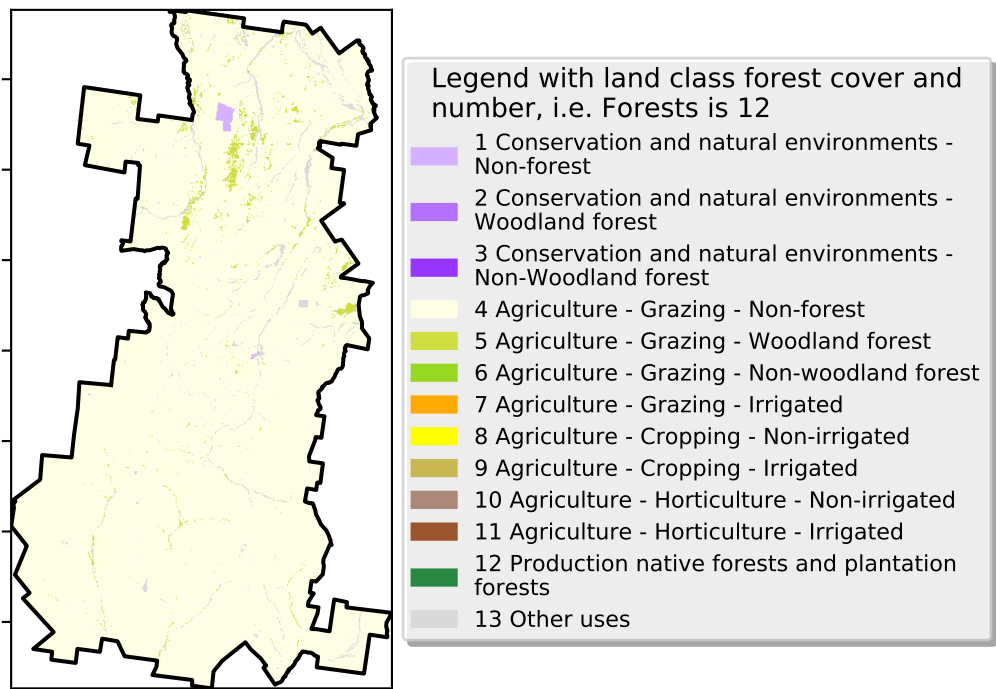 Legend with land class forest cover and
number, i.e. Forests is 12
1 Conservation and natural environments -
Non-forest
2 Conservation and natural environments -
Woodland forest
3 Conservation and natural environments -
Non-Woodland forest
4 Agriculture - Grazing - Non-forest
5 Agriculture - Grazing - Woodland forest
6 Agriculture - Grazing - Non-woodland forest
7 Agriculture - Grazing - Irrigated
8 Agriculture - Cropping - Non-irrigated
9 Agriculture - Cropping - Irrigated
10 Agriculture - Horticulture - Non-irrigated
11 Agriculture - Horticulture - Irrigated
12 Production native forests and plantation
forests
13 Other uses